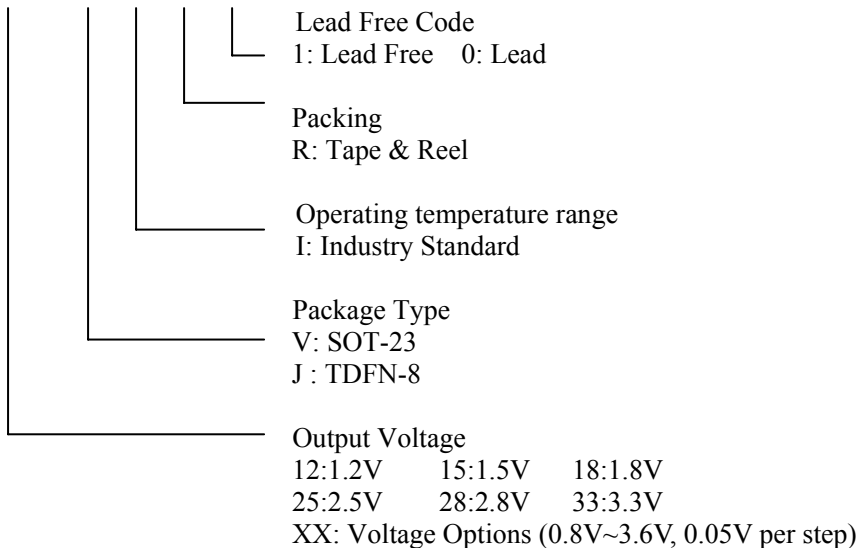 Lead Free Code
1: Lead Free 0: Lead
Packing
R: Tape & Reel
Operating temperature range
I: Industry Standard
Package Type
V: SOT-23
J : TDFN-8
Output Voltage
12:1.2V 15:1.5V 18:1.8V
25:2.5V 28:2.8V 33:3.3V
XX: Voltage Options (0.8V~3.6V, 0.05V per step)